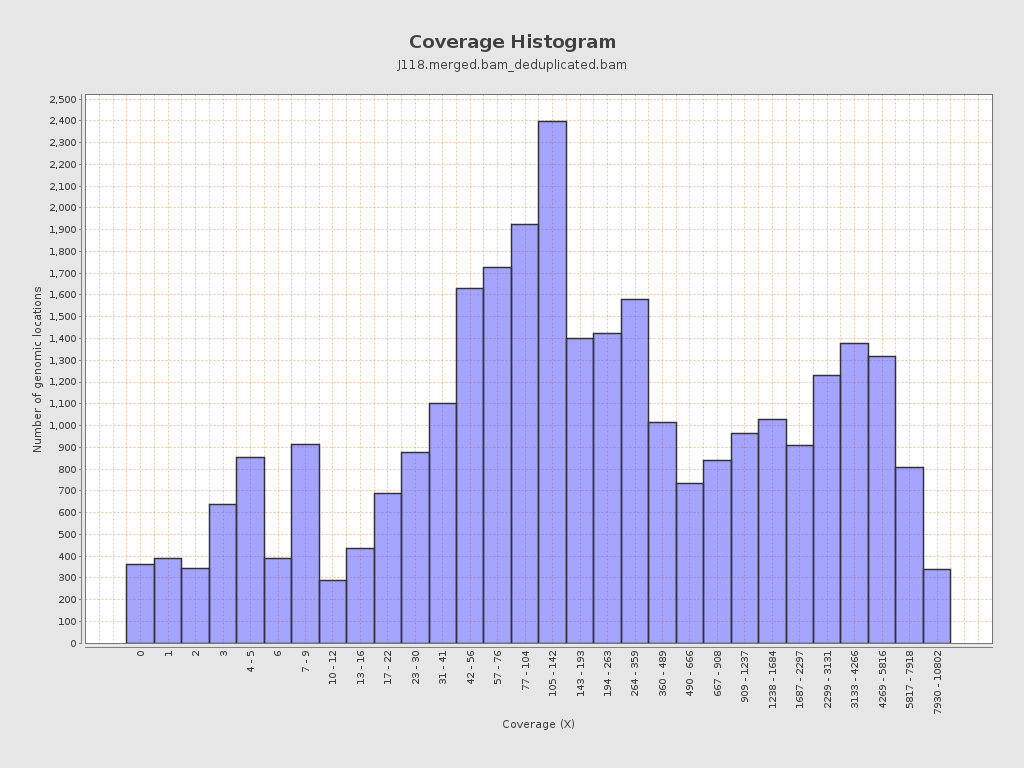 Coverage Histogram
J118.merged.bam_deduplicated.bam
Number of genomic locations
2,500
2,400
2,300
2,200
2,100
2,000
1,900
1,800
1,700
1,600
1,500
1,400
1,300
1,200
1,100
1,000
900
800
700
600
500
400
300
200
100
0
0
1
2
3
4 - 5
6
7 - 9
10 - 12
13 - 16
17 - 22
23 - 30
31 - 41
42 - 56
57 - 76
77 - 104
105 - 142
143 - 193
194 - 263
264 - 359
360 - 489
490 - 666
667 - 908
909 - 1237
1238 - 1684
1687 - 2297
2299 - 3131
3133 - 4266
4269 - 5816
5817 - 7918
7930 - 10802
Coverage (X)